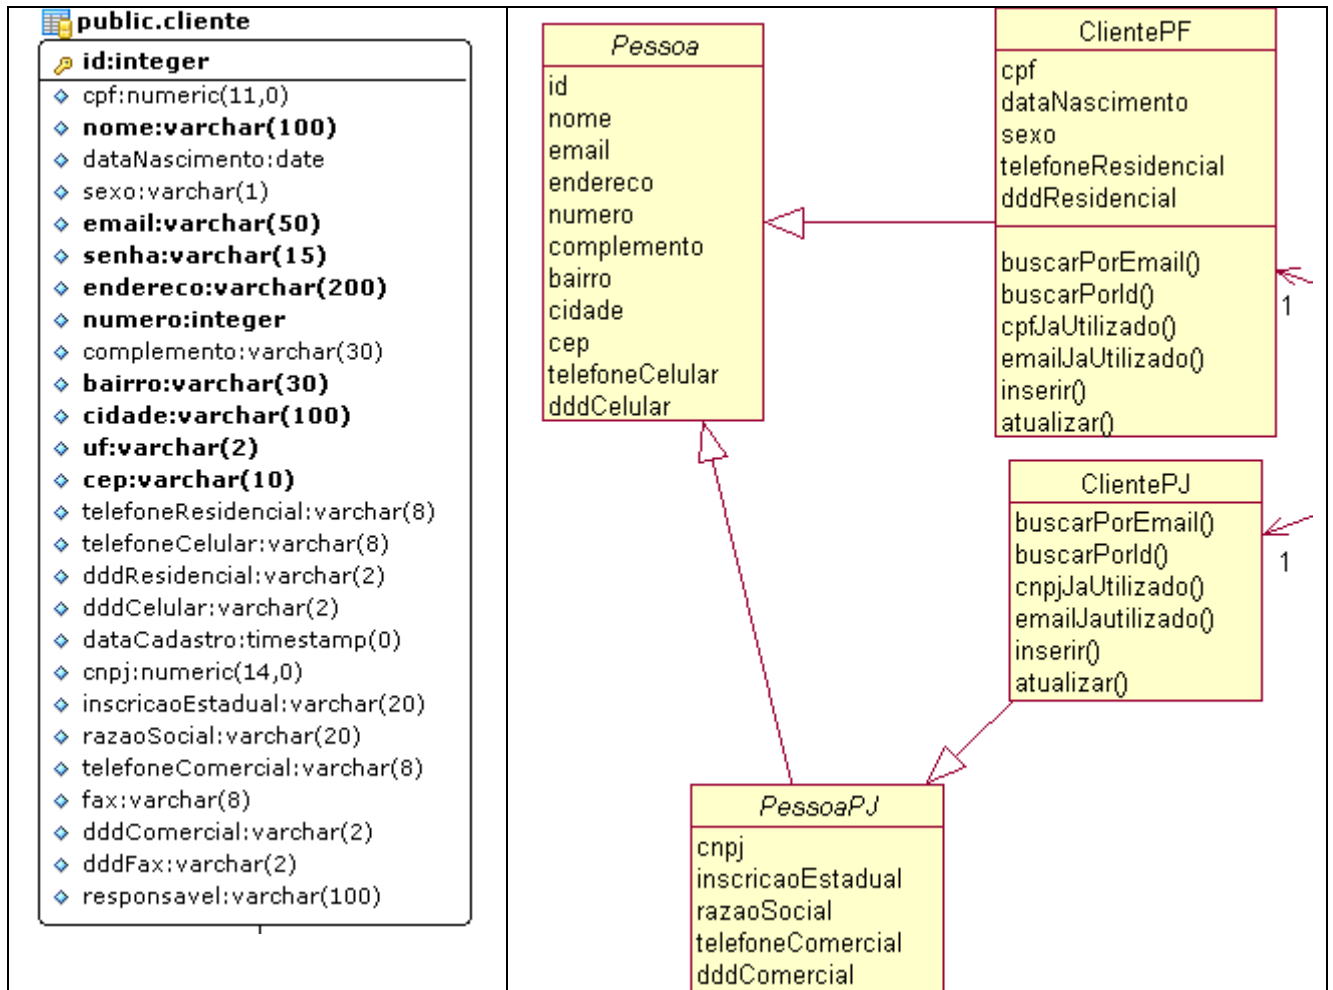 public.cliente
id:integer
cpf:numeric(11,0)
nome:varchar(100)
dataNascimento:date
sexo:varchar(1)
email:varchar(50)
senha:varchar(15)
endereco:varchar(200)
numero:integer
complemento:varchar(30)
bairro:varchar(30)
cidade:varchar(100)
uf:varchar(2)
cep:varchar(10)
telefoneResidencial:varchar(8)
telefoneCelular:varchar(8)
dddResidencial:varchar(2)
dddCelular:varchar(2)
dataCadastro:timestamp(0)
cnpj:numeric(14,0)
inscricaoEstadual:varchar(20)
razaoSocial:varchar(20)
telefoneComercial:varchar(8)
fax:varchar(8)
dddComercial:varchar(2)
dddFax:varchar(2)
responsavel:varchar(100)
Pessoa
id
nome
email
endereco
numero
complemento
bairro
cidade
cep
telefoneCelular
dddCelular
ClientePF
cpf
dataNascimento
sexo
telefoneResidencial
dddResidencial
buscarPorEmail()
buscarPorId()
cpfJaUtilizado()
emailJaUtilizado()
inserir()
atualizar()
1
ClientePJ
buscarPorEmail()
buscarPorId()
cnpjJaUtilizado()
emailJautilizado()
inserir()
atualizar()
1
PessoaPJ
cnpj
inscricaoEstadual
razaoSocial
telefoneComercial
dddComercial